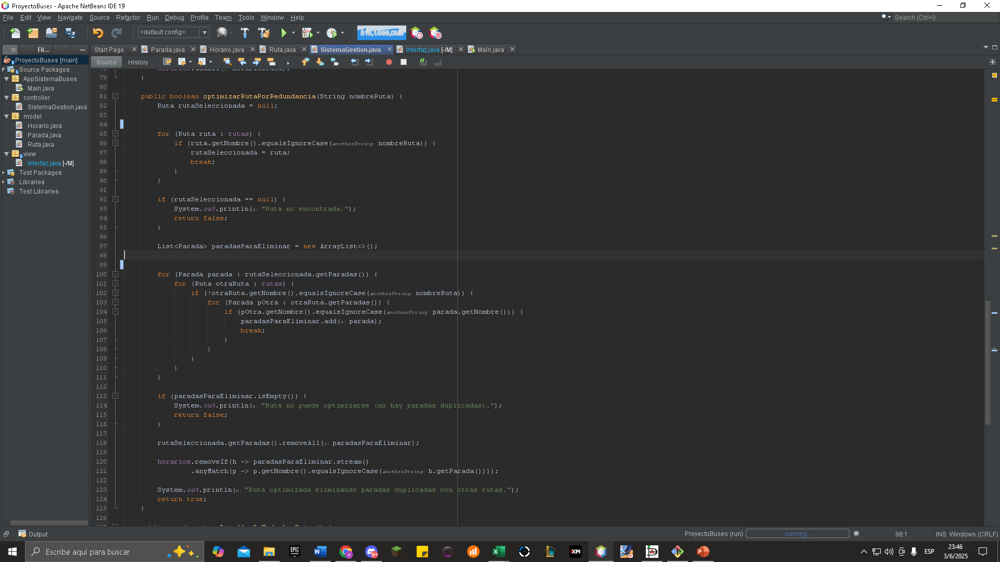 ProyectoBuses - Apache NetBeans IDE 19
File Edit View Navigate Source Refactor Run Debug Profile Team Tools Window Help
Search (Ctrl+I)
<default config>
516,1/996,0MB
Fil...
Start Page Parada.java Horario.java Ruta.java SistemaGestion.java Interfaz.java [-/M] Main.java
Source History
ProyectoBuses [main]
Source Packages
AppSistemaBuses
Main.java
controller
SistemaGestion.java
model
Horario.java
Parada.java
Ruta.java
view
Interfaz.java [-/M]
Test Packages
Libraries
Test Libraries
79 }
80
81 public boolean optimizarRutaPorRedundancia(String nombreRuta) {
82 Ruta rutaSeleccionada = null;
83
84
85 for (Ruta ruta : rutas) {
86 if (ruta.getNombre().equalsIgnoreCase(anotherString: nombreRuta)) {
87 rutaSeleccionada = ruta;
88 break;
89 }
90 }
91
92 if (rutaSeleccionada == null) {
93 System.out.println(x: "Ruta no encontrada.");
94 return false;
95 }
96
97 List<Parada> paradasParaEliminar = new ArrayList<>();
98
99
100 for (Parada parada : rutaSeleccionada.getParadas()) {
101 for (Ruta otraRuta : rutas) {
102 if (!otraRuta.getNombre().equalsIgnoreCase(anotherString: nombreRuta)) {
103 for (Parada pOtra : otraRuta.getParadas()) {
104 if (pOtra.getNombre().equalsIgnoreCase(anotherString: parada.getNombre())) {
105 paradasParaEliminar.add(e: parada);
106 break;
107 }
108 }
109 }
110 }
111 }
112
113 if (paradasParaEliminar.isEmpty()) {
114 System.out.println(x: "Ruta no puede optimizarse (no hay paradas duplicadas).");
115 return false;
116 }
117
118 rutaSeleccionada.getParadas().removeAll(c: paradasParaEliminar);
119
120 horarios.removeIf(h -> paradasParaEliminar.stream()
121 .anyMatch(p -> p.getNombre().equalsIgnoreCase(anotherString: h.getParada())));
122
123 System.out.println(x: "Ruta optimizada eliminando paradas duplicadas con otras rutas.");
124 return true;
125 }
126
Output
ProyectoBuses (run) running... 98:1 INS Windows (CRLF)
Escribe aquí para buscar
EPIC GAMES
9+
XM
ESP
23:46
3/6/2025